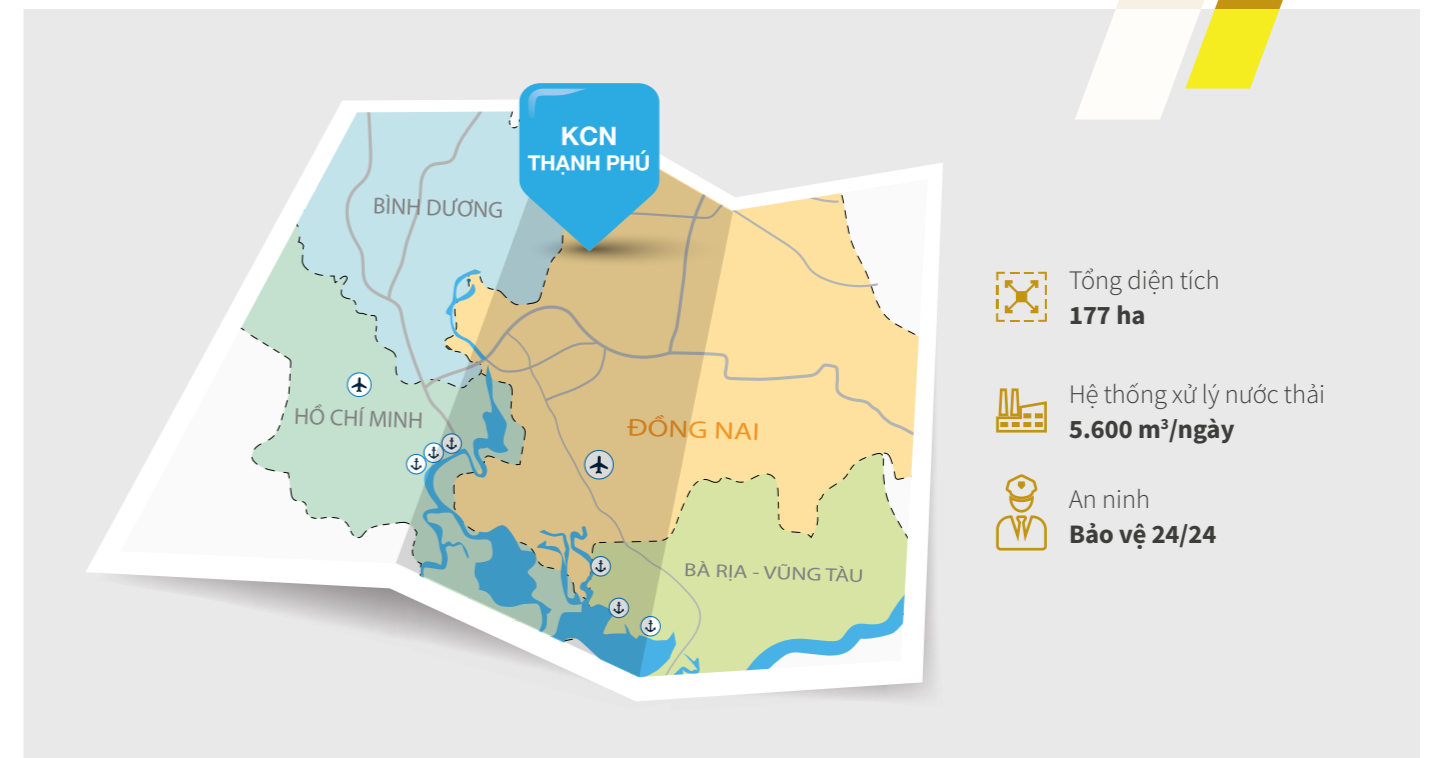 KCN
THẠNH PHÚ
BÌNH DƯƠNG
HỒ CHÍ MINH
ĐỒNG NAI
BÀ RỊA - VŨNG TÀU
Tổng diện tích
177 ha
Hệ thống xử lý nước thải
5.600 m³/ngày
An ninh
Bảo vệ 24/24